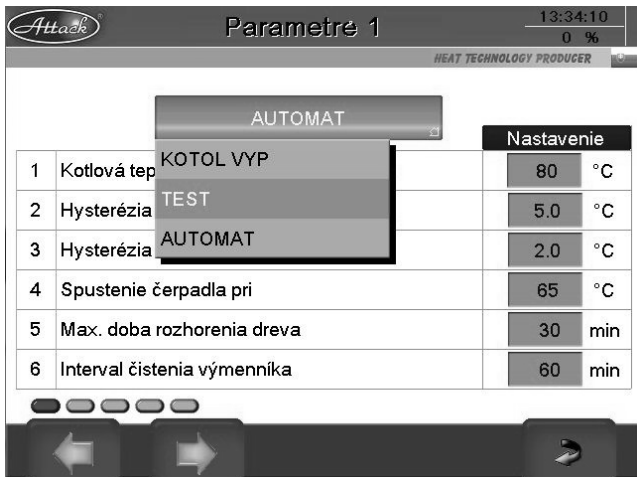 Attack
Parametre 1
13:34:10
0 %
HEAT TECHNOLOGY PRODUCER
AUTOMAT
Nastavenie
KOTOL VYP
TEST
AUTOMAT
1 Kotlová tep 80 °C
2 Hysterézia 5.0 °C
3 Hysterézia 2.0 °C
4 Spustenie čerpadla pri 65 °C
5 Max. doba rozhorenia dreva 30 min
6 Interval čistenia výmenníka 60 min